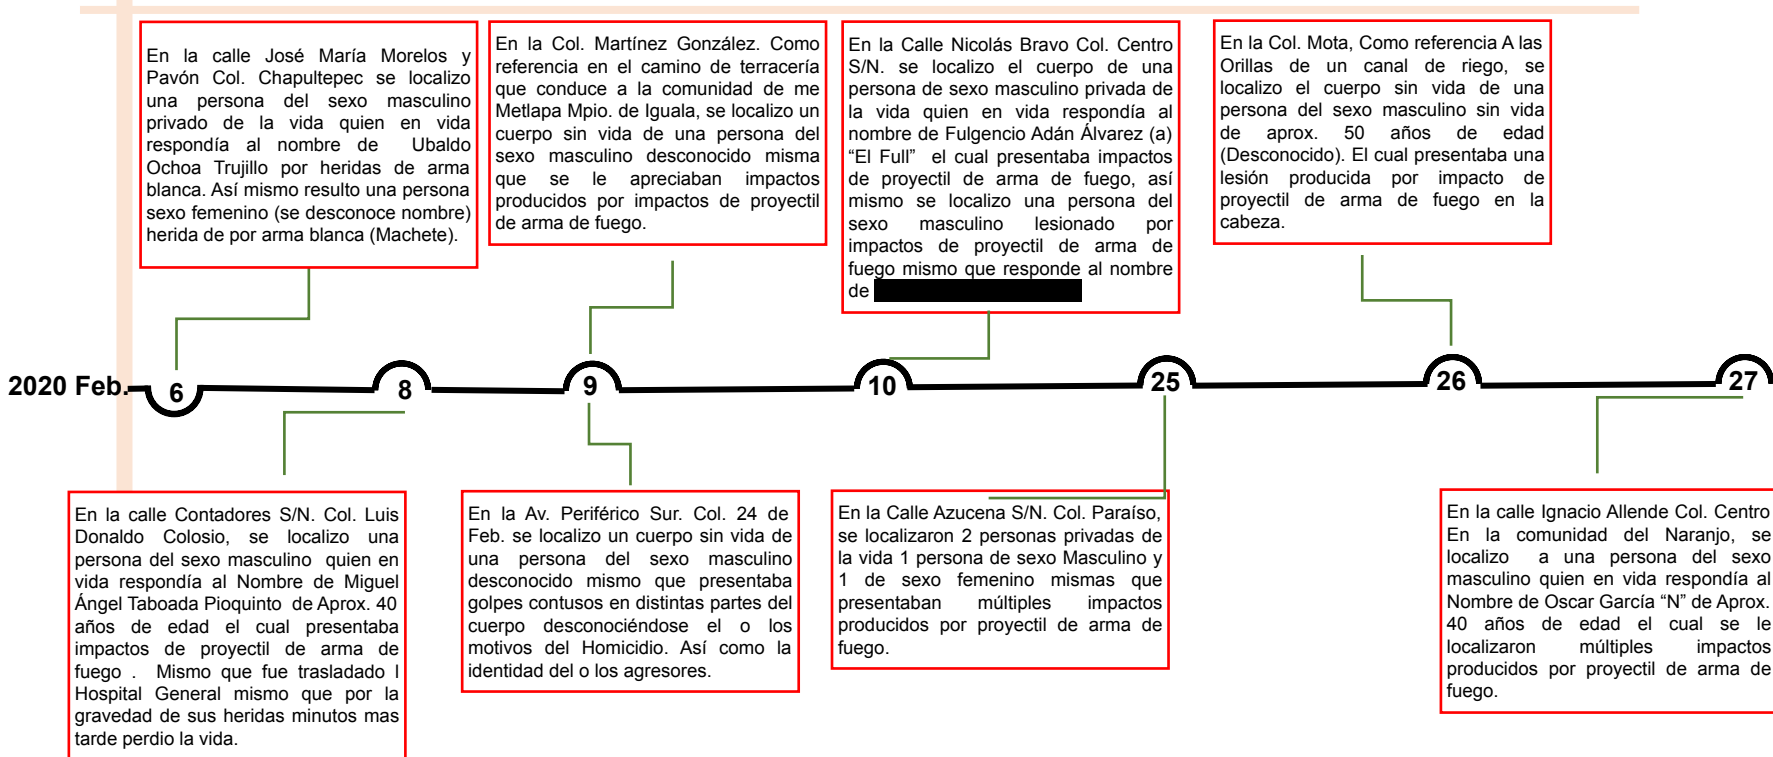 En la calle José María Morelos y
Pavón Col. Chapultepec se localizo
una persona del sexo masculino
privado de la vida quien en vida
respondía al nombre de Ubaldo
Ochoa Trujillo por heridas de arma
blanca. Así mismo resulto una persona
sexo femenino (se desconoce nombre)
herida de por arma blanca (Machete).
En la Col. Martínez González. Como
referencia en el camino de terracería
que conduce a la comunidad de me
Metlapa Mpio. de Iguala, se localizo un
cuerpo sin vida de una persona del
sexo masculino desconocido misma
que se le apreciaban impactos
producidos por impactos de proyectil
de arma de fuego.
En la Calle Nicolás Bravo Col. Centro
S/N. se localizo el cuerpo de una
persona de sexo masculino privada de
la vida quien en vida respondía al
nombre de Fulgencio Adán Álvarez (a)
“El Full” el cual presentaba impactos
de proyectil de arma de fuego, así
mismo se localizo una persona del
sexo masculino lesionado por
impactos de proyectil de arma de
fuego mismo que responde al nombre
de
En la Col. Mota, Como referencia A las
Orillas de un canal de riego, se
localizo el cuerpo sin vida de una
persona del sexo masculino sin vida
de aprox. 50 años de edad
(Desconocido). El cual presentaba una
lesión producida por impacto de
proyectil de arma de fuego en la
cabeza.
2020 Feb. 6 8 9 10 25 26 27
En la calle Contadores S/N. Col. Luis
Donaldo Colosio, se localizo una
persona del sexo masculino quien en
vida respondía al Nombre de Miguel
Ángel Taboada Pioquinto de Aprox. 40
años de edad el cual presentaba
impactos de proyectil de arma de
fuego . Mismo que fue trasladado l
Hospital General mismo que por la
gravedad de sus heridas minutos mas
tarde perdio la vida.
En la Av. Periférico Sur. Col. 24 de
Feb. se localizo un cuerpo sin vida de
una persona del sexo masculino
desconocido mismo que presentaba
golpes contusos en distintas partes del
cuerpo desconociéndose el o los
motivos del Homicidio. Así como la
identidad del o los agresores.
En la Calle Azucena S/N. Col. Paraíso,
se localizaron 2 personas privadas de
la vida 1 persona de sexo Masculino y
1 de sexo femenino mismas que
presentaban múltiples impactos
producidos por proyectil de arma de
fuego.
En la calle Ignacio Allende Col. Centro
En la comunidad del Naranjo, se
localizo a una persona del sexo
masculino quien en vida respondía al
Nombre de Oscar García “N” de Aprox.
40 años de edad el cual se le
localizaron múltiples impactos
producidos por proyectil de arma de
fuego.